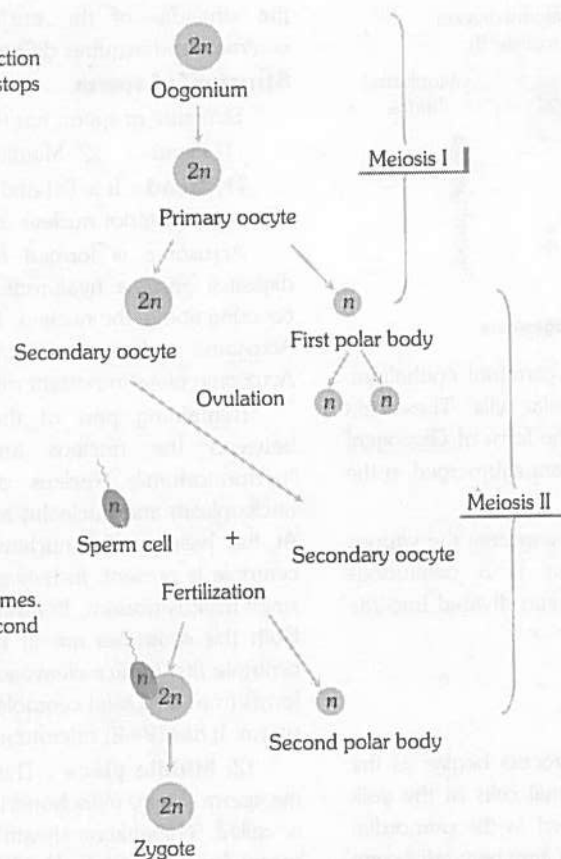 2n
ction
stops
Oogonium
Meiosis I
2n
Primary oocyte
2n
n
Secondary oocyte
First polar body
Ovulation
n
n
Meiosis II
n
+
Sperm cell
Secondary oocyte
mes.
Fertilization
cond
n
2n
n
Second polar body
2n
Zygote